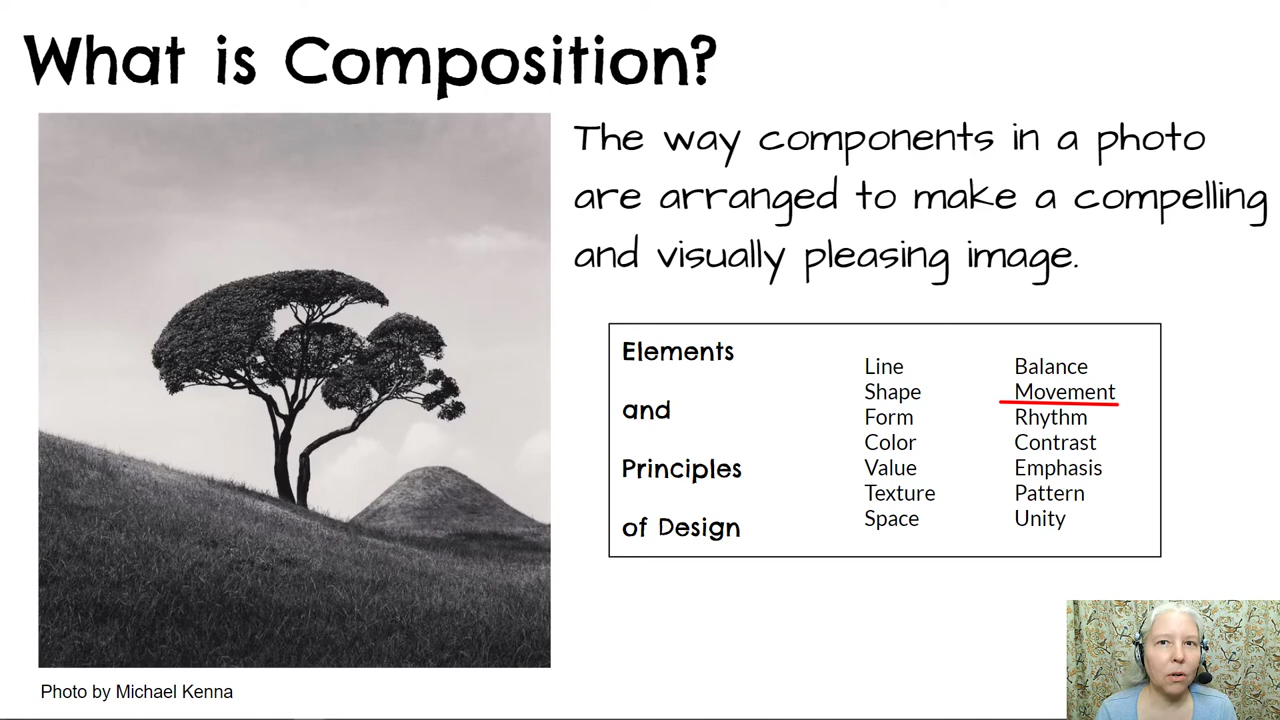 What is Composition?
The way components in a photo
are arranged to make a compelling
and visually pleasing image.
Elements
and
Principles
of Design
Line
Shape
Form
Color
Value
Texture
Space
Balance
Movement
Rhythm
Contrast
Emphasis
Pattern
Unity
Photo by Michael Kenna